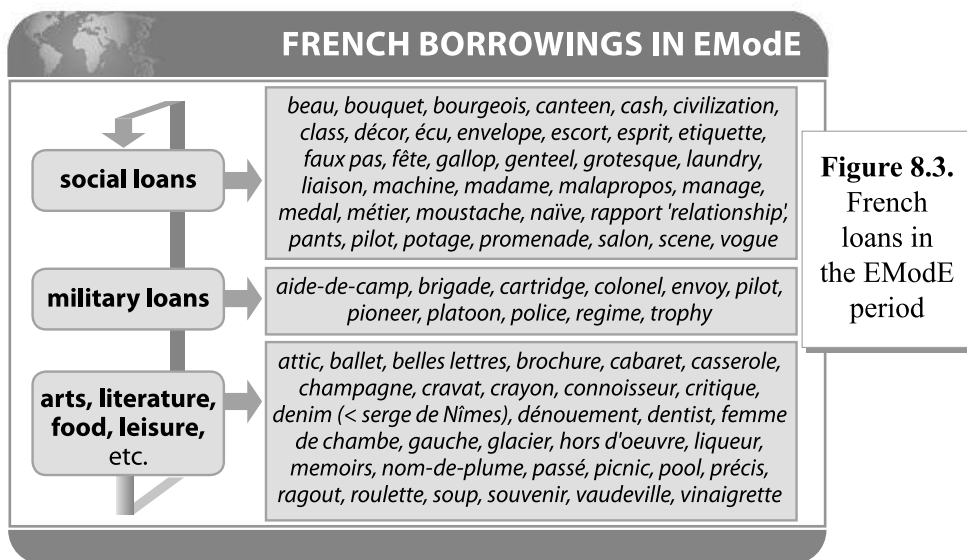 FRENCH BORROWINGS IN EModE
social loans
beau, bouquet, bourgeois, canteen, cash, civilization,
class, décor, écu, envelope, escort, esprit, etiquette,
faux pas, fête, gallop, genteel, grotesque, laundry,
liaison, machine, madame, malapropos, manage,
medal, métier, moustache, naïve, rapport 'relationship',
pants, pilot, potage, promenade, salon, scene, vogue
military loans
aide-de-camp, brigade, cartridge, colonel, envoy, pilot,
pioneer, platoon, police, regime, trophy
arts, literature,
food, leisure,
etc.
attic, ballet, belles lettres, brochure, cabaret, casserole,
champagne, cravat, crayon, connoisseur, critique,
denim (< serge de Nîmes), dénouement, dentist, femme
de chambe, gauche, glacier, hors d'oeuvre, liqueur,
memoirs, nom-de-plume, passé, picnic, pool, précis,
ragout, roulette, soup, souvenir, vaudeville, vinaigrette
Figure 8.3.
French
loans in
the EModE
period